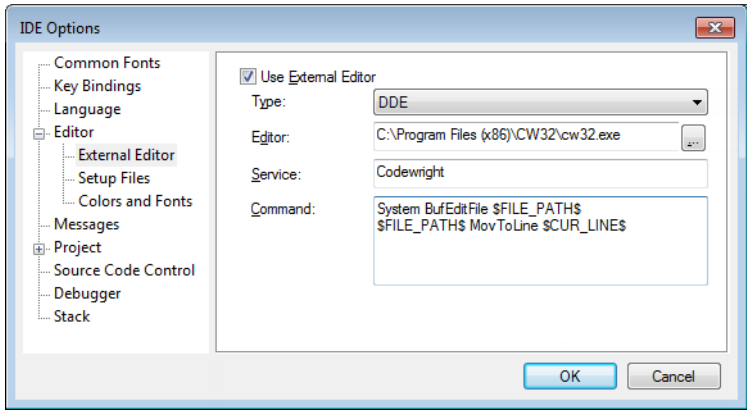 IDE Options
Common Fonts
Key Bindings
Language
Editor
External Editor
Setup Files
Colors and Fonts
Messages
Project
Source Code Control
Debugger
Stack
Use External Editor
Type: DDE
Editor: C:\Program Files (x86)\CW32\cw32.exe ...
Service: Codewright
Command: System BufEditFile $FILE_PATH$
$FILE_PATH$ MovToLine $CUR_LINE$
OK Cancel